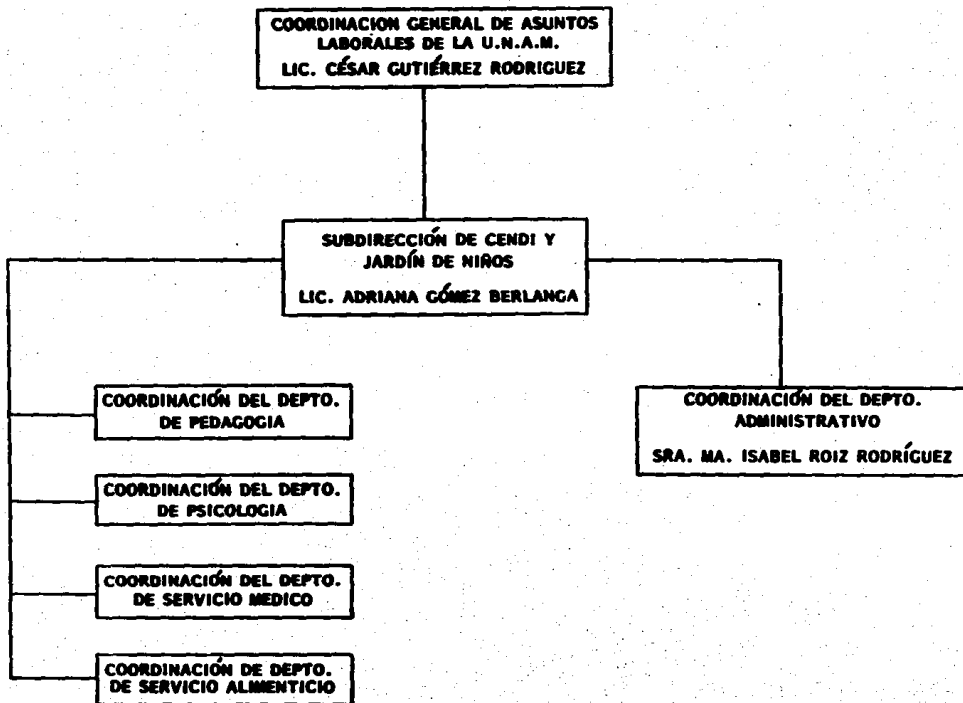 COORDINACION GENERAL DE ASUNTOS
LABORALES DE LA U.N.A.M.
LIC. CÉSAR GUTIÉRREZ RODRIGUEZ
SUBDIRECCIÓN DE CENDI Y
JARDÍN DE NIÑOS
LIC. ADRIANA GÓMEZ BERLANGA
COORDINACIÓN DEL DEPTO.
DE PEDAGOGIA
COORDINACIÓN DEL DEPTO.
ADMINISTRATIVO
SRA. MA. ISABEL ROIZ RODRÍGUEZ
COORDINACIÓN DEL DEPTO.
DE PSICOLOGIA
COORDINACIÓN DEL DEPTO.
DE SERVICIO MEDICO
COORDINACIÓN DE DEPTO.
DE SERVICIO ALIMENTICIO